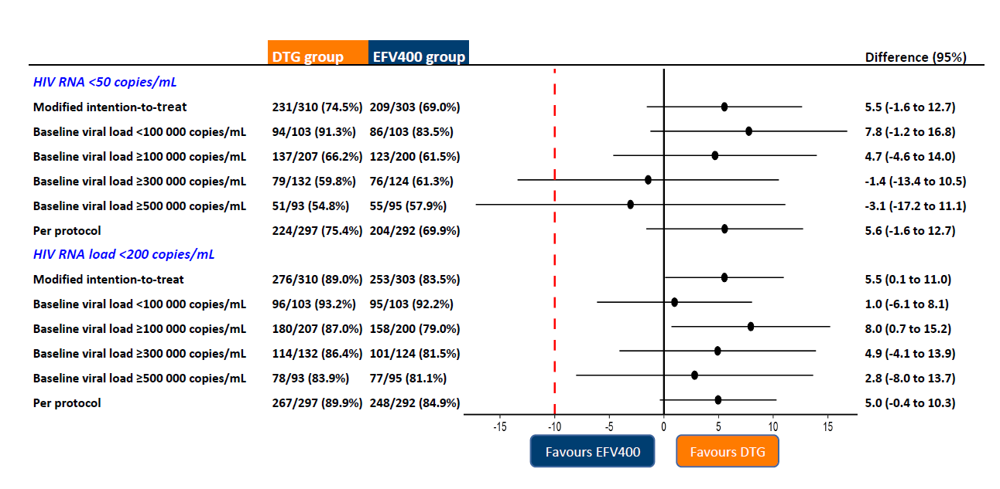 DTG group EFV400 group Difference (95%)
HIV RNA <50 copies/mL
Modified intention-to-treat 231/310 (74.5%) 209/303 (69.0%) 5.5 (-1.6 to 12.7)
Baseline viral load <100 000 copies/mL 94/103 (91.3%) 86/103 (83.5%) 7.8 (-1.2 to 16.8)
Baseline viral load ≥100 000 copies/mL 137/207 (66.2%) 123/200 (61.5%) 4.7 (-4.6 to 14.0)
Baseline viral load ≥300 000 copies/mL 79/132 (59.8%) 76/124 (61.3%) -1.4 (-13.4 to 10.5)
Baseline viral load ≥500 000 copies/mL 51/93 (54.8%) 55/95 (57.9%) -3.1 (-17.2 to 11.1)
Per protocol 224/297 (75.4%) 204/292 (69.9%) 5.6 (-1.6 to 12.7)
HIV RNA load <200 copies/mL
Modified intention-to-treat 276/310 (89.0%) 253/303 (83.5%) 5.5 (0.1 to 11.0)
Baseline viral load <100 000 copies/mL 96/103 (93.2%) 95/103 (92.2%) 1.0 (-6.1 to 8.1)
Baseline viral load ≥100 000 copies/mL 180/207 (87.0%) 158/200 (79.0%) 8.0 (0.7 to 15.2)
Baseline viral load ≥300 000 copies/mL 114/132 (86.4%) 101/124 (81.5%) 4.9 (-4.1 to 13.9)
Baseline viral load ≥500 000 copies/mL 78/93 (83.9%) 77/95 (81.1%) 2.8 (-8.0 to 13.7)
Per protocol 267/297 (89.9%) 248/292 (84.9%) 5.0 (-0.4 to 10.3)
-15 -10 -5 0 5 10 15
Favours EFV400 Favours DTG